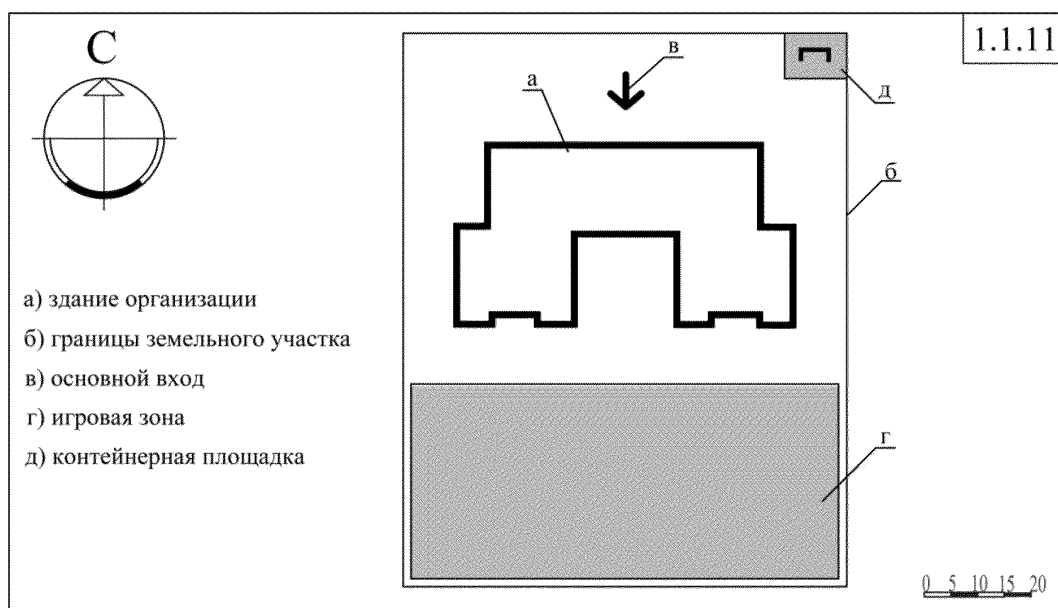 С
1.1.11
в
д
а
б
а) здание организации
б) границы земельного участка
в) основной вход
г) игровая зона
д) контейнерная площадка
г
0 5 10 15 20